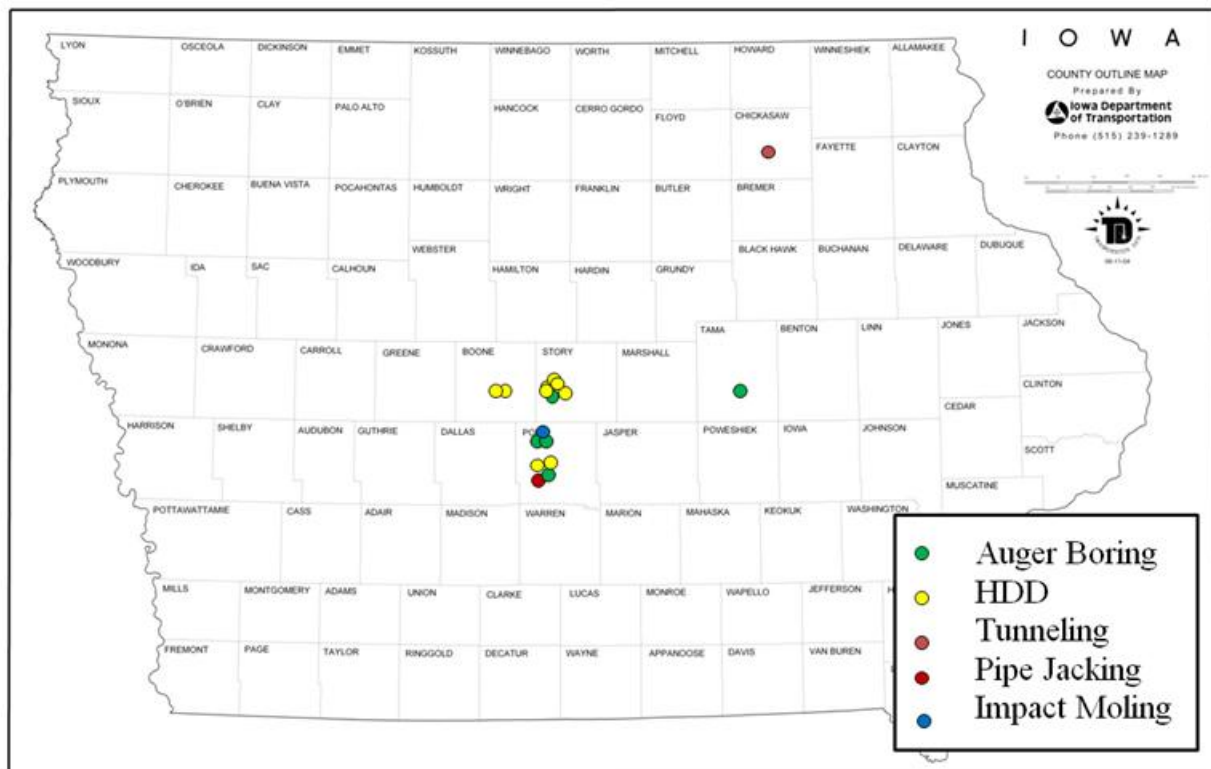 I O W A
COUNTY OUTLINE MAP
Prepared By
Iowa Department
of Transportation
Phone (515) 239-1289
LYON OSCEOLA DICKINSON EMMET KOSSUTH WINNEBAGO WORTH MITCHELL HOWARD WINNESHIEK ALLAMAKEE
SIOUX O'BRIEN CLAY PALO ALTO HANCOCK CERRO GORDO FLOYD CHICKASAW
FAYETTE CLAYTON
PLYMOUTH CHEROKEE BUENA VISTA POCAHONTAS HUMBOLDT WRIGHT FRANKLIN BUTLER BREMER
WEBSTER BLACK HAWK BUCHANAN DELAWARE DUBUQUE
WOODBURY IDA SAC CALHOUN HAMILTON HARDIN GRUNDY
TAMA BENTON LINN JONES JACKSON
MONONA CRAWFORD CARROLL GREENE BOONE STORY MARSHALL
CLINTON
CEDAR
HARRISON SHELBY AUDUBON GUTHRIE DALLAS PO JASPER POWESHIEK IOWA JOHNSON
SCOTT
MUSCATINE
POTTAWATTAMIE CASS ADAIR MADISON WARREN MARION MAHASKA KEOKUK WASHINGTON
MILLS MONTGOMERY ADAMS UNION CLARKE LUCAS MONROE WAPELLO JEFFERSON H
FREMONT PAGE TAYLOR RINGGOLD DECATUR WAYNE APPANOOSE DAVIS VAN BUREN
Auger Boring
HDD
Tunneling
Pipe Jacking
Impact Moling